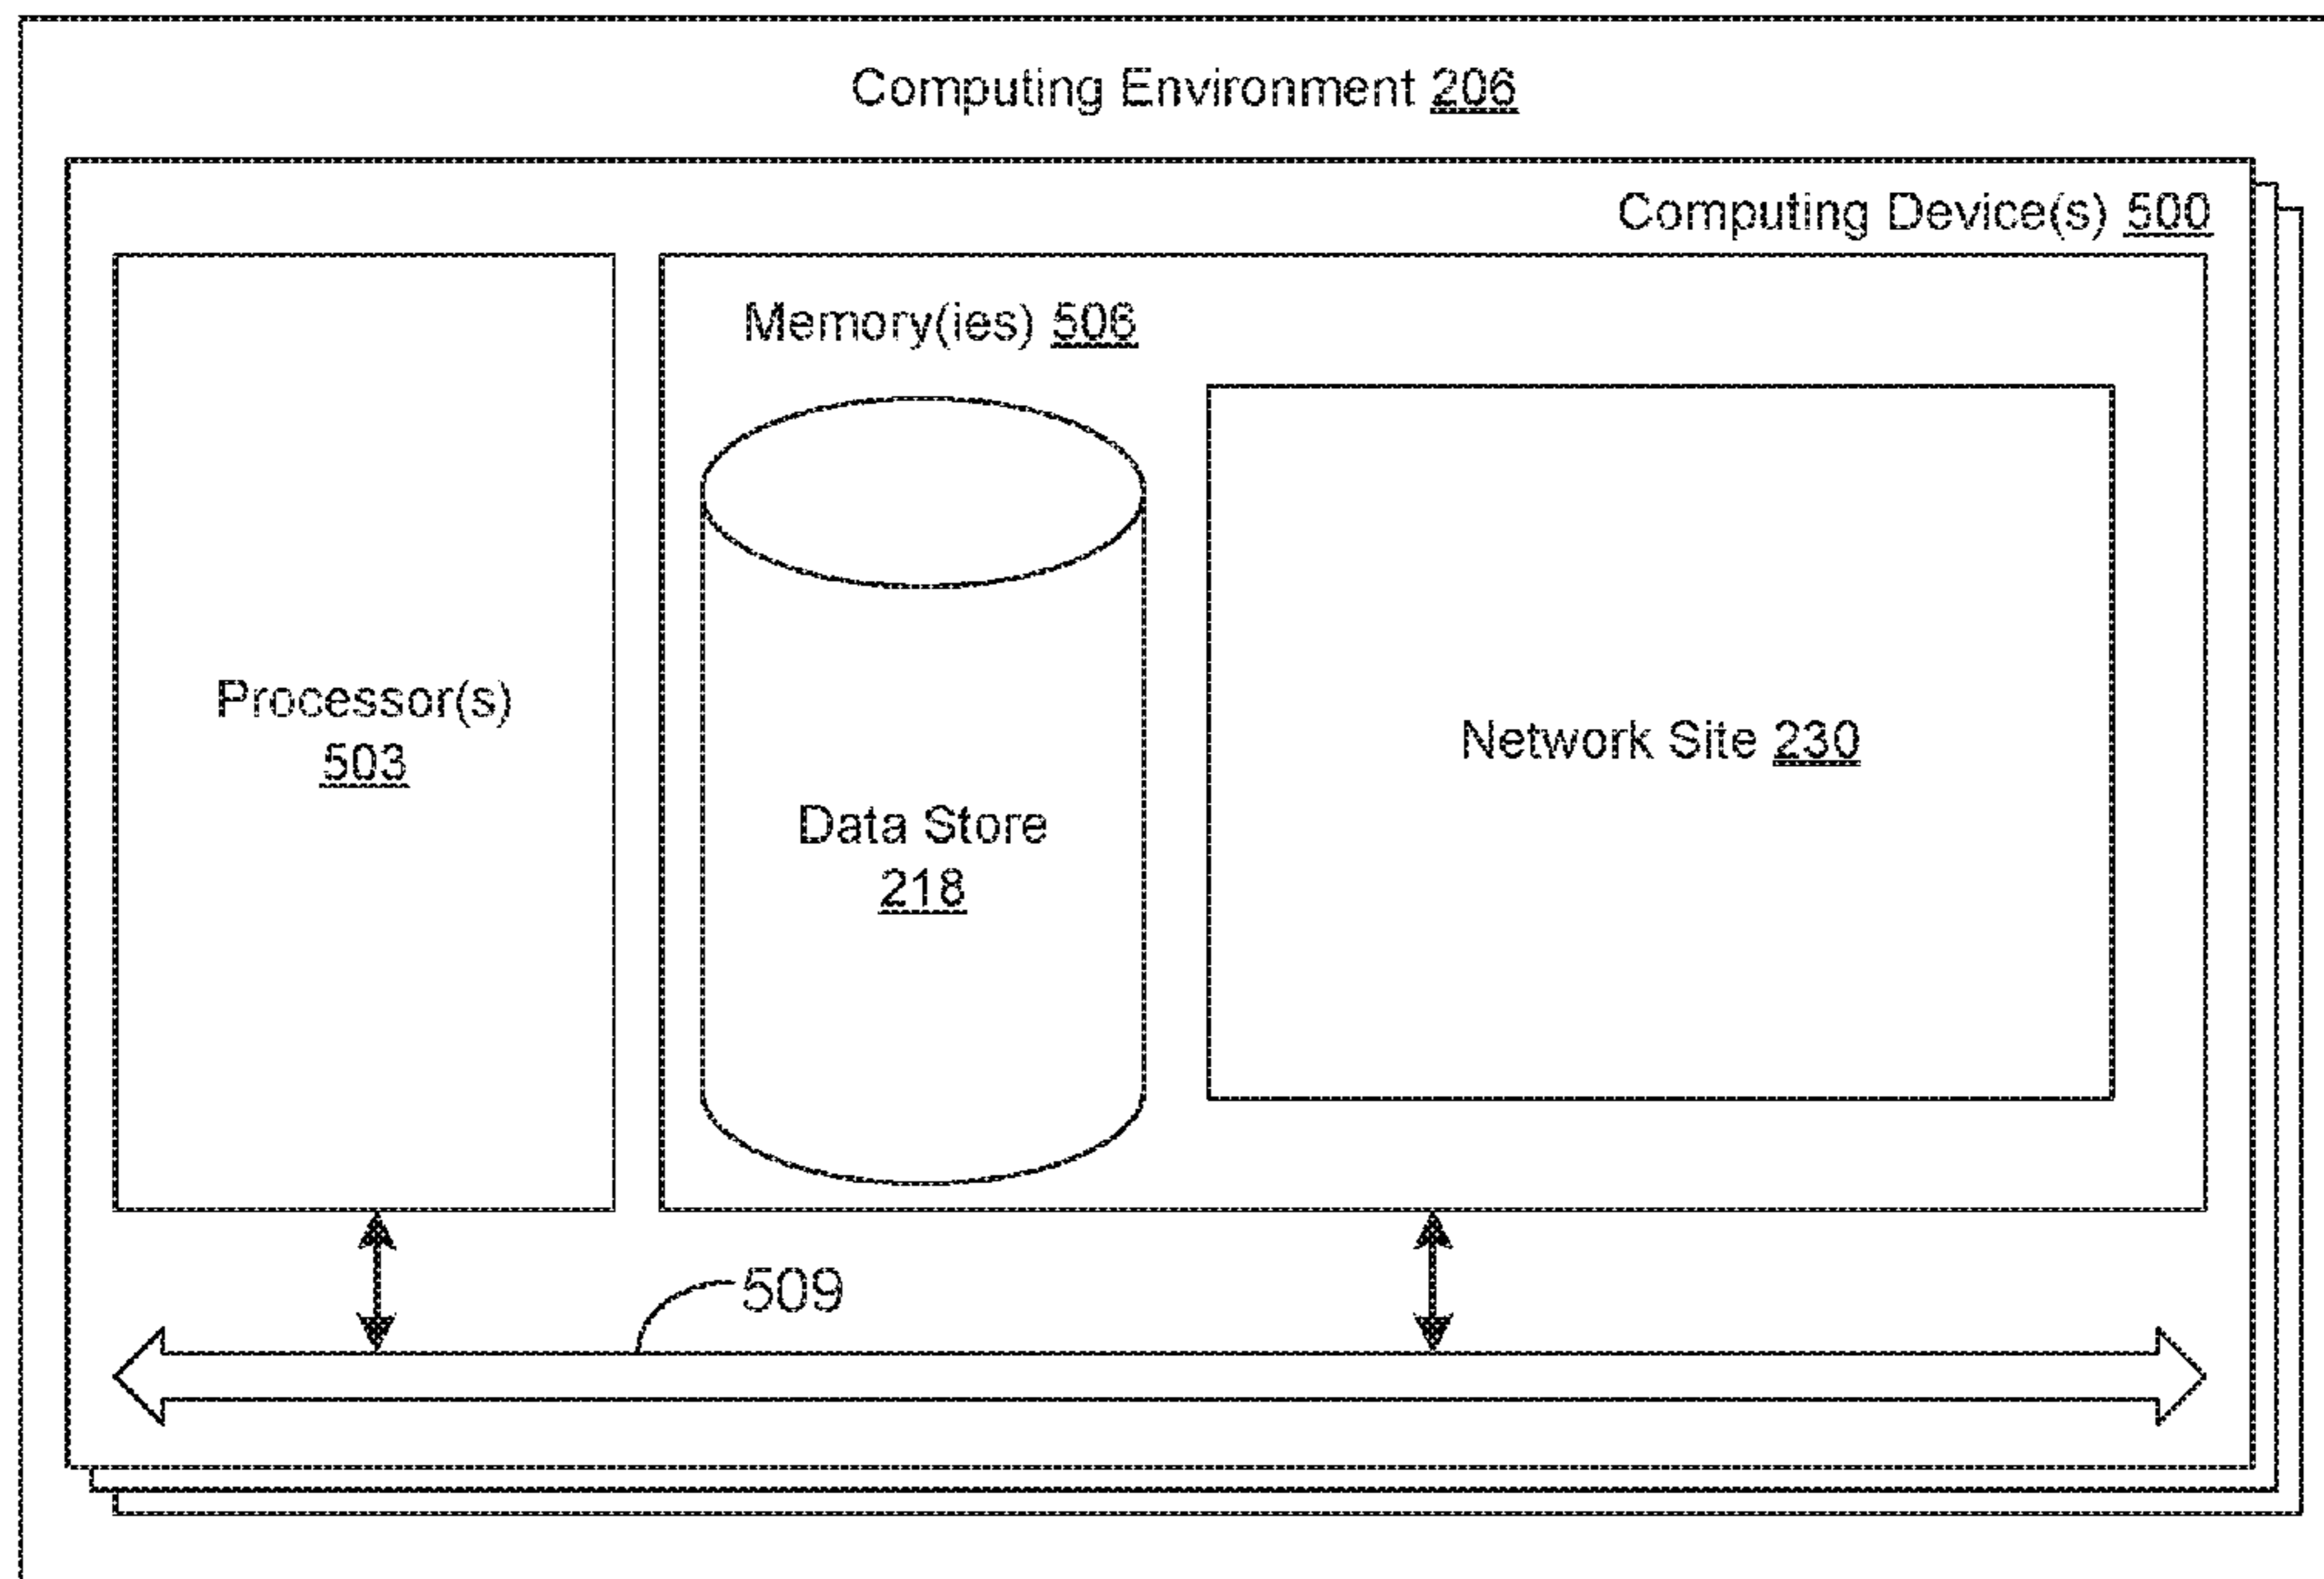 Computing Environment 206
Computing Device(s) 500
Memory(ies) 506
Processor(s)
503
Network Site 230
Data Store
218
509